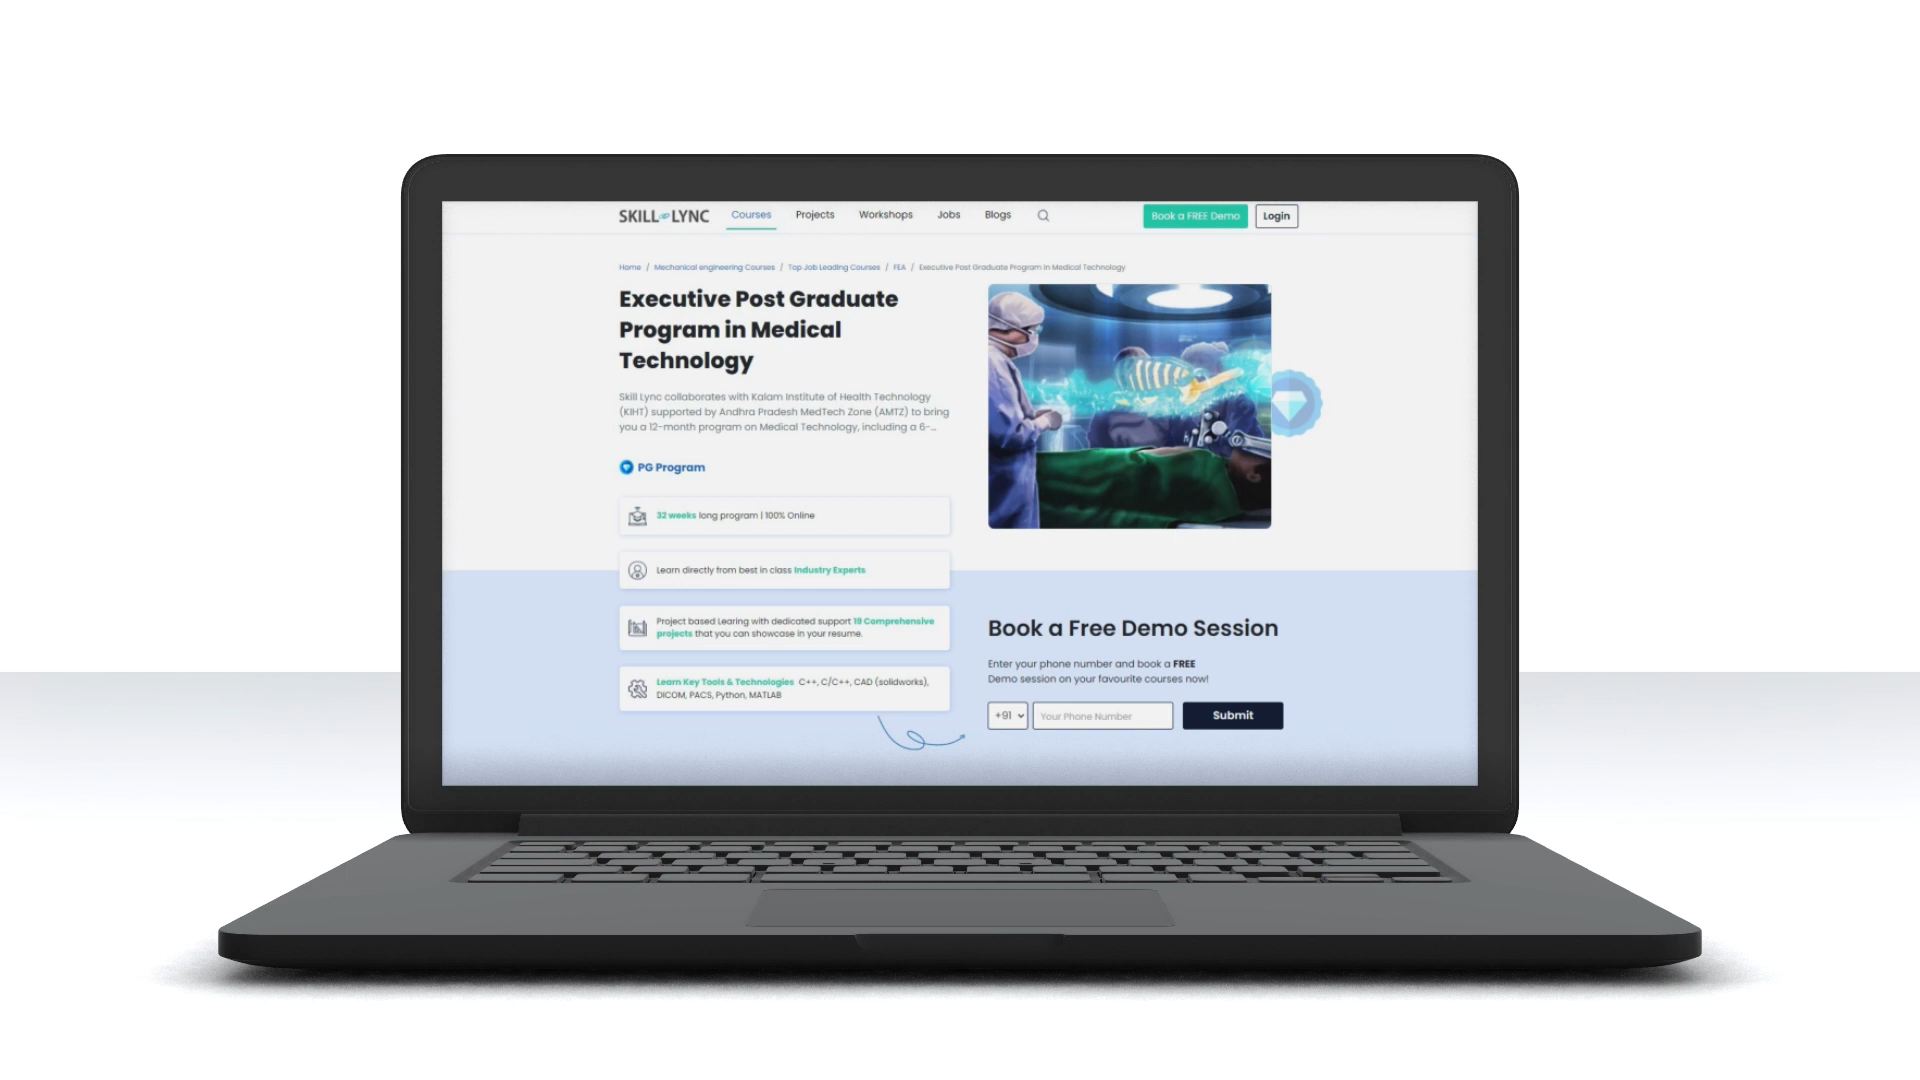 SKILL LYNC Courses Projects Workshops Jobs Blogs Book a FREE Demo Login
Home / Mechanical engineering Courses / Top Job Leading Courses / FEA / Executive Post Graduate Program in Medical Technology
Executive Post Graduate
Program in Medical
Technology
Skill Lync collaborates with Kalam Institute of Health Technology
(KIHT) supported by Andhra Pradesh MedTech Zone (AMTZ) to bring
you a 12-month program on Medical Technology, including a 6-...
PG Program
32 weeks long program | 100% Online
Learn directly from best in class Industry Experts
Project based Learing with dedicated support 19 Comprehensive
projects that you can showcase in your resume.
Learn Key Tools & Technologies C++, C/C++, CAD (solidworks),
DICOM, PACS, Python, MATLAB
Book a Free Demo Session
Enter your phone number and book a FREE
Demo session on your favourite courses now!
+91 Your Phone Number Submit